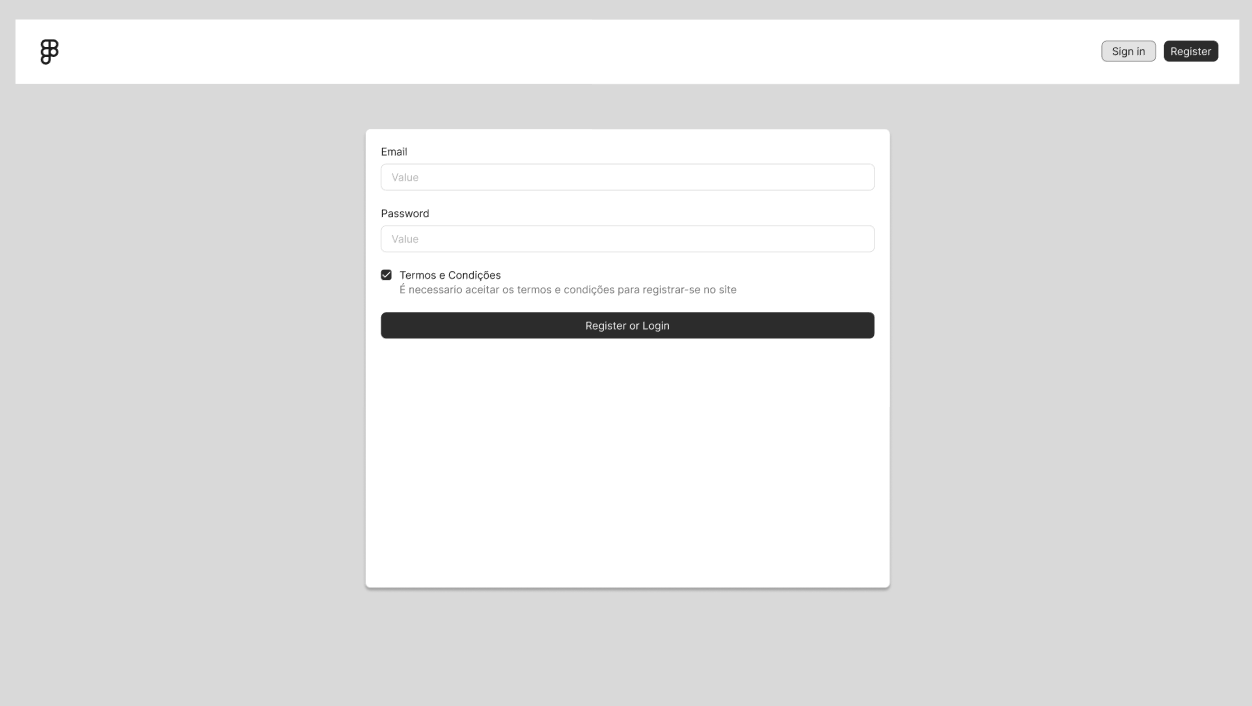 Sign in
Register
Email
Value
Password
Value
Termos e Condições
É necessario aceitar os termos e condições para registrar-se no site
Register or Login